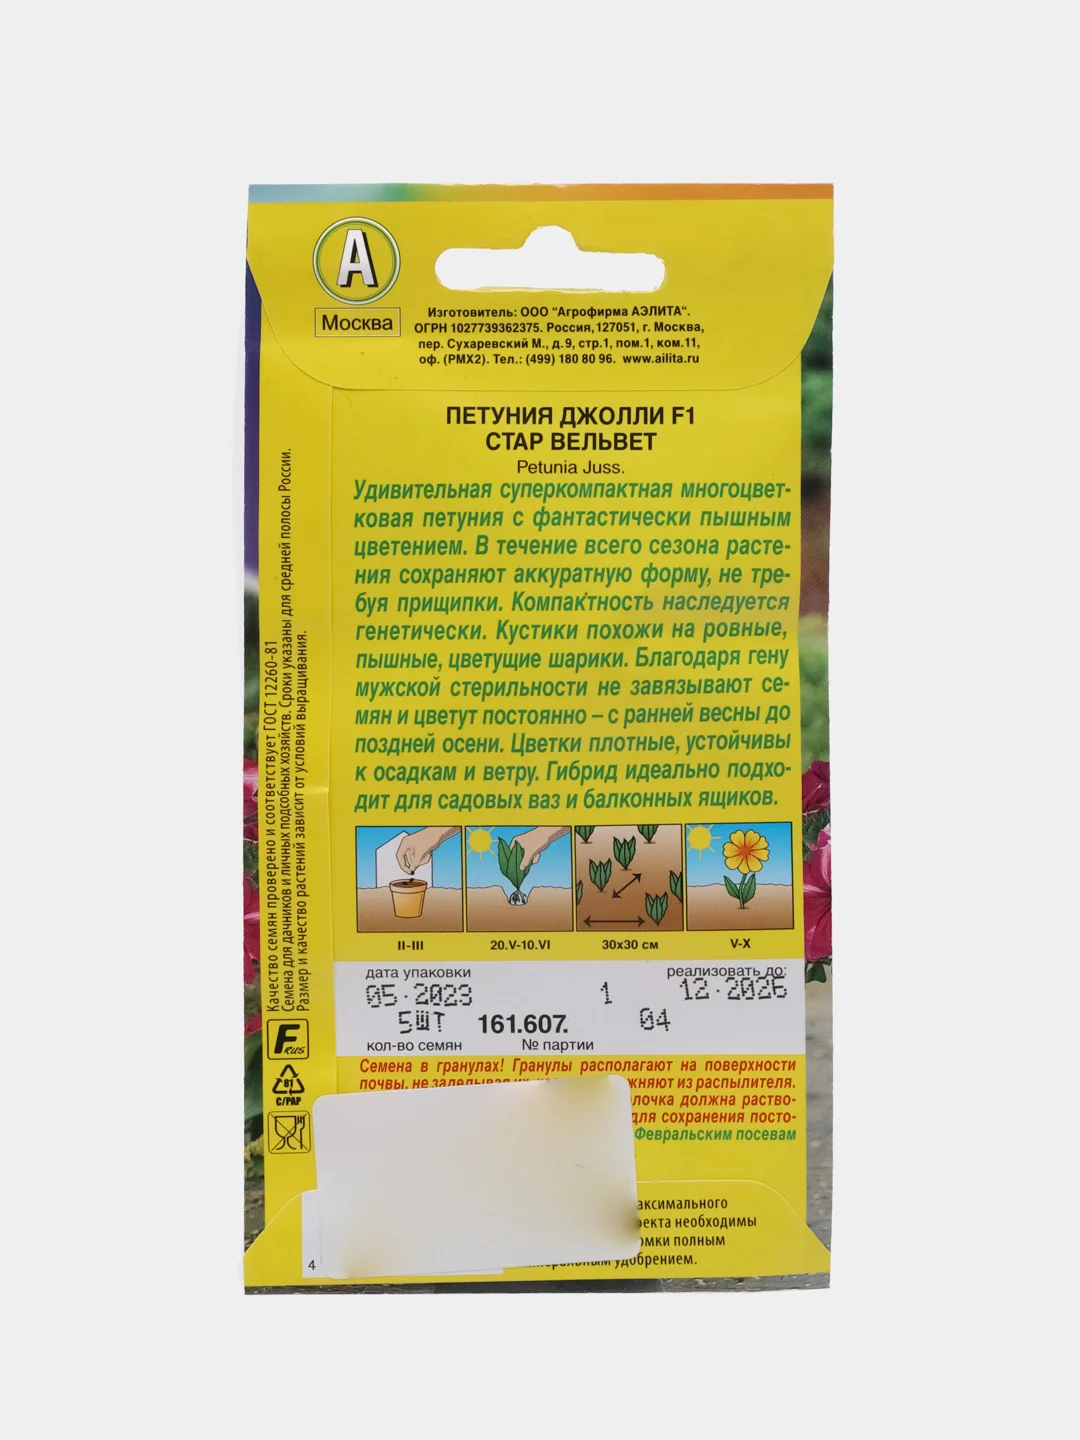 А
Москва
Изготовитель: ООО "Агрофирма АЭЛИТА".
ОГРН 1027739362375. Россия, 127051, г. Москва,
пер. Сухаревский М., д.9, стр.1, пом.1, ком.11,
оф. (РМХ2). Тел.: (499) 180 80 96. www.ailita.ru
ПЕТУНИЯ ДЖОЛЛИ F1
СТАР ВЕЛЬВЕТ
Petunia Juss.
Удивительная суперкомпактная многоцвет-
ковая петуния с фантастически пышным
цветением. В течение всего сезона расте-
ния сохраняют аккуратную форму, не тре-
буя прищипки. Компактность наследуется
генетически. Кустики похожи на ровные,
пышные, цветущие шарики. Благодаря гену
мужской стерильности не завязывают се-
мян и цветут постоянно – с ранней весны до
поздней осени. Цветки плотные, устойчивы
к осадкам и ветру. Гибрид идеально подхо-
дит для садовых ваз и балконных ящиков.
Качество семян проверено и соответствует ГОСТ 12260-81
Семена для дачников и личных подсобных хозяйств. Сроки указаны для средней полосы России.
Размер и качество растений зависит от условий выращивания.
II-III 20.V-10.VI 30х30 см V-X
дата упаковки реализовать до:
05.2023 1 12.2026
5ШТ 161.607. 04
кол-во семян № партии
F RUS
81
C/PAP
Семена в гранулах! Гранулы располагают на поверхности
почвы, не заделывая их, жняют из распылителя.
лочка должна раство-
для сохранения посто-
Февральским посевам
аксимального
екта необходимы
омки полным
минеральным удобрением.
4